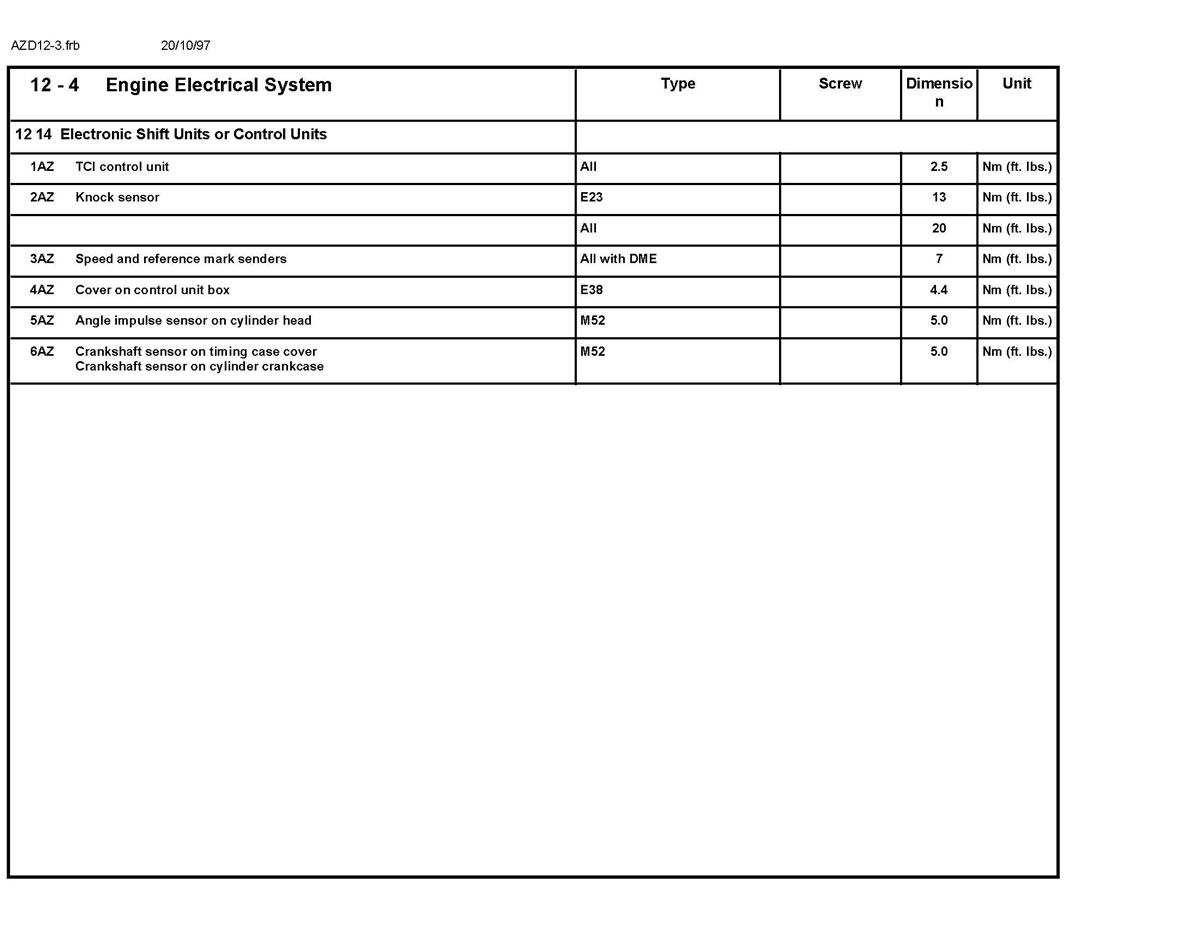 AZD12-3.frb 20/10/97
12 - 4 Engine Electrical System Type Screw Dimensio Unit
n
12 14 Electronic Shift Units or Control Units
1AZ TCI control unit All 2.5 Nm (ft. lbs.)
2AZ Knock sensor E23 13 Nm (ft. lbs.)
All 20 Nm (ft. lbs.)
3AZ Speed and reference mark senders All with DME 7 Nm (ft. lbs.)
4AZ Cover on control unit box E38 4.4 Nm (ft. lbs.)
5AZ Angle impulse sensor on cylinder head M52 5.0 Nm (ft. lbs.)
6AZ Crankshaft sensor on timing case cover M52 5.0 Nm (ft. lbs.)
Crankshaft sensor on cylinder crankcase